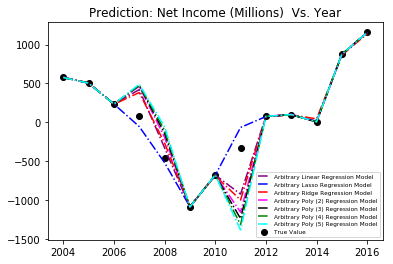 Prediction: Net Income (Millions)  Vs. Year
1000
500
0
−500
−1000
−1500
2004
2006
2008
2010
2012
2014
2016
Arbitrary Linear Regression Model
Arbitrary Lasso Regression Model
Arbitrary Ridge Regression Model
Arbitrary Poly (2) Regression Model
Arbitrary Poly (3) Regression Model
Arbitrary Poly (4) Regression Model
Arbitrary Poly (5) Regression Model
True Value